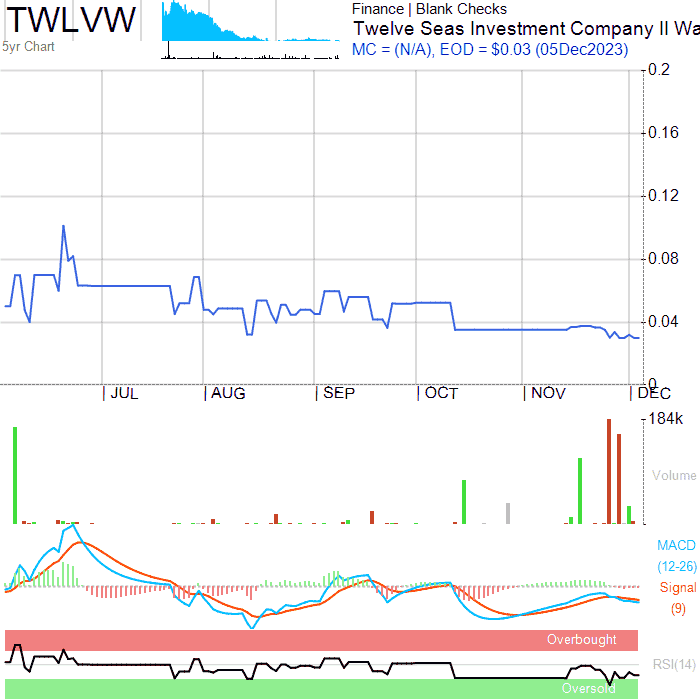 TWLVW
5yr Chart
Finance | Blank Checks
Twelve Seas Investment Company II Wa
MC = (N/A), EOD = $0.03 (05Dec2023)
0.2
0.16
0.12
0.08
0.04
0
JUL
AUG
SEP
OCT
NOV
DEC
184k
Volume
MACD
(12-26)
Signal
(9)
Overbought
RSI(14)
Oversold